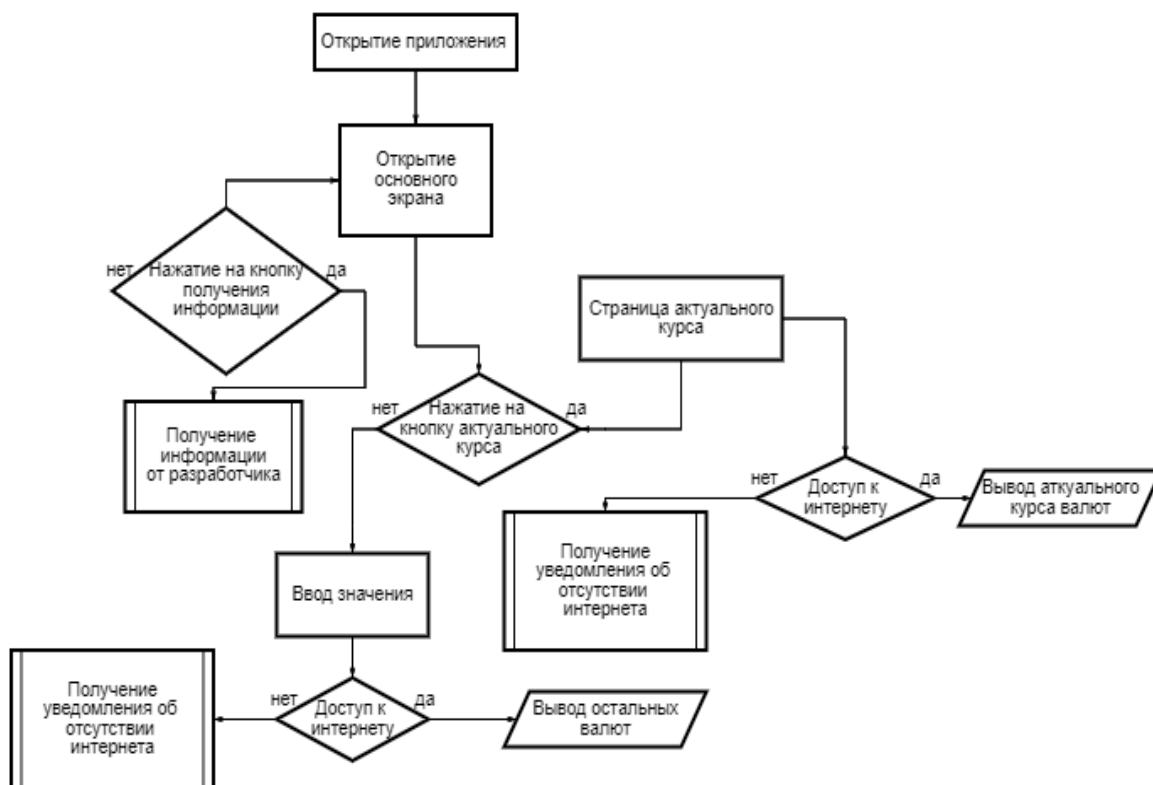 Открытие приложения
Открытие
основного
экрана
нет
Нажатие на кнопку
получения
информации
да
Страница актуального
курса
Получение
информации
от разработчика
нет
Нажатие на
кнопку актуального
курса
да
нет
Доступ к
интернету
да
Вывод аткуального
курса валют
Получение
уведомления об
отсутствии
интернета
Ввод значения
Получение
уведомления об
отсутствии
интернета
нет
Доступ к
интернету
да
Вывод остальных
валют